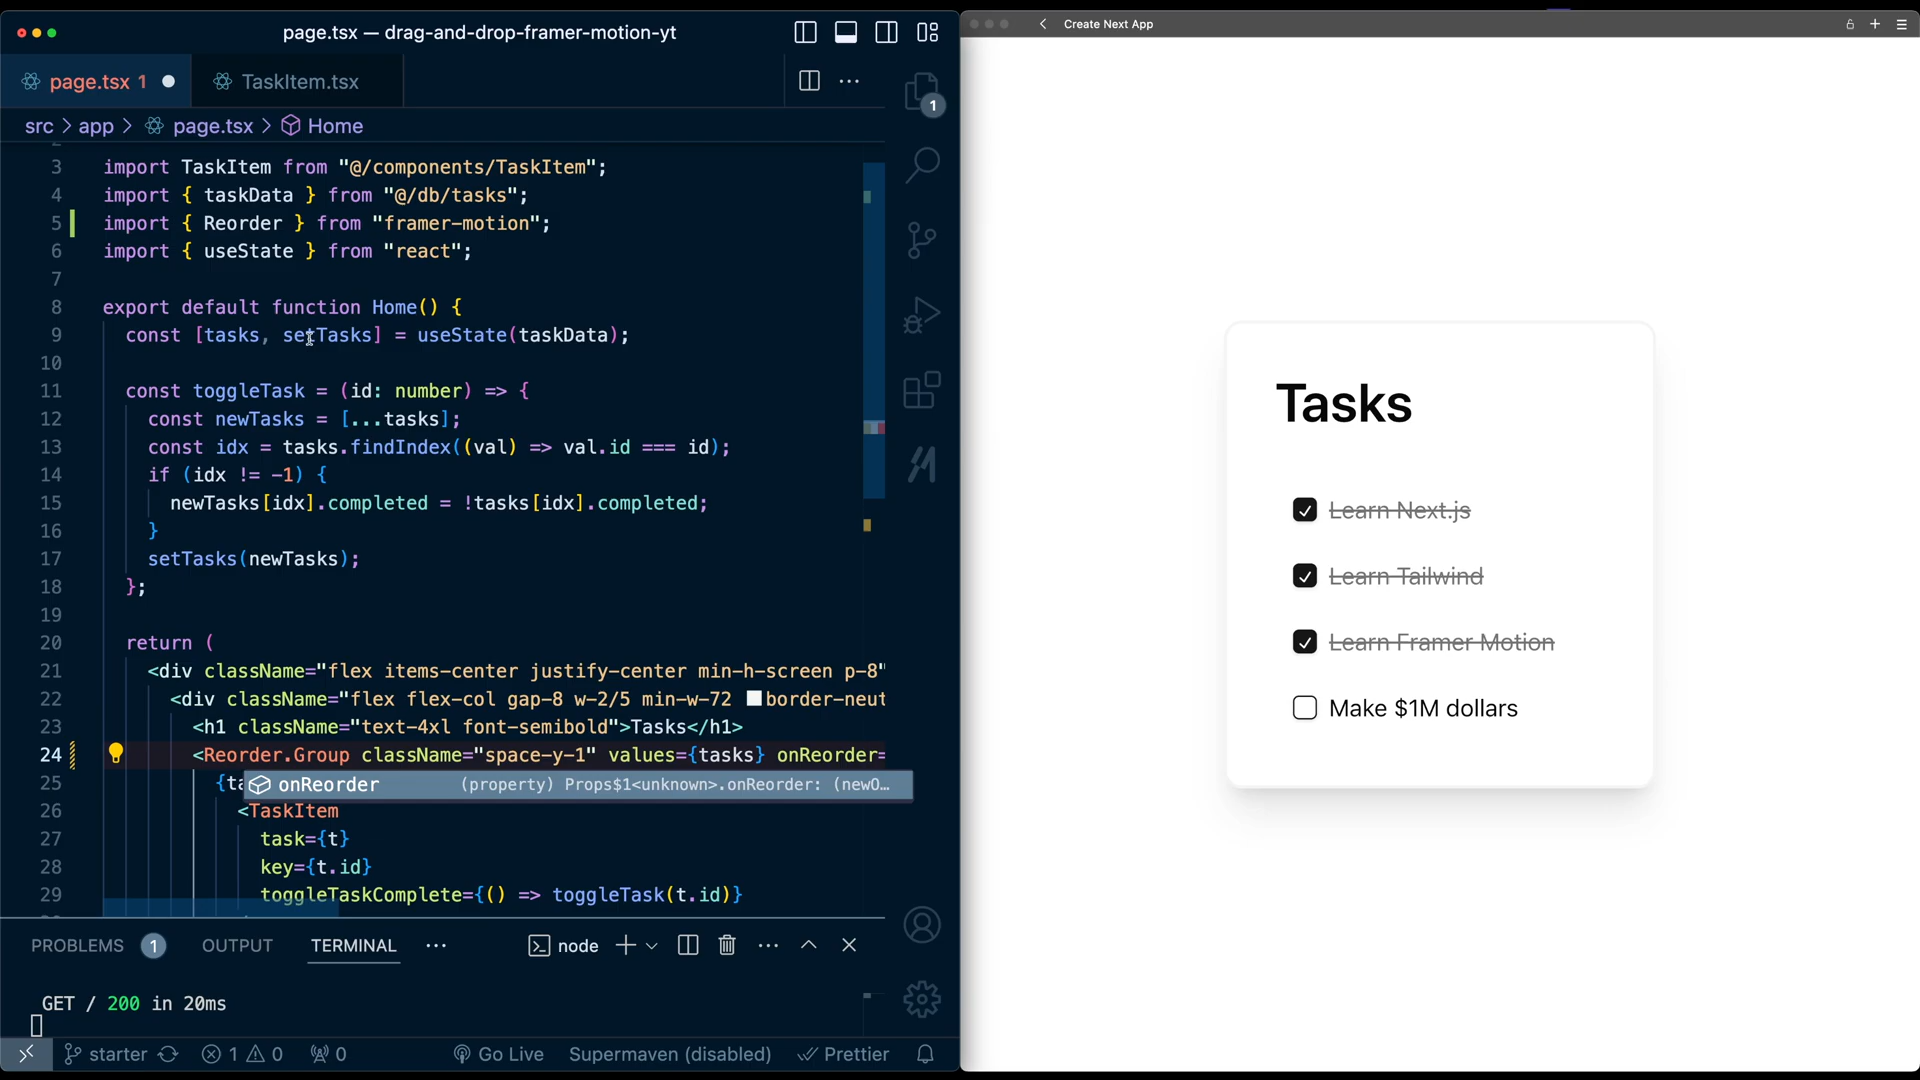 page.tsx — drag-and-drop-framer-motion-yt
page.tsx 1
TaskItem.tsx
src > app > page.tsx > Home
3 import TaskItem from "@/components/TaskItem";
4 import { taskData } from "@/db/tasks";
5 import { Reorder } from "framer-motion";
6 import { useState } from "react";
7
8 export default function Home() {
9 const [tasks, setTasks] = useState(taskData);
10
11 const toggleTask = (id: number) => {
12 const newTasks = [...tasks];
13 const idx = tasks.findIndex((val) => val.id === id);
14 if (idx != -1) {
15 newTasks[idx].completed = !tasks[idx].completed;
16 }
17 setTasks(newTasks);
18 };
19
20 return (
21 <div className="flex items-center justify-center min-h-screen p-8"
22 <div className="flex flex-col gap-8 w-2/5 min-w-72 border-neut
23 <h1 className="text-4xl font-semibold">Tasks</h1>
24 <Reorder.Group className="space-y-1" values={tasks} onReorder=
25 {ta
onReorder (property) Props$1<unknown>.onReorder: (newO…
26 <TaskItem
27 task={t}
28 key={t.id}
29 toggleTaskComplete={() => toggleTask(t.id)}
PROBLEMS 1 OUTPUT TERMINAL ··· node
GET / 200 in 20ms
starter 1 0 0 Go Live Supermaven (disabled) Prettier
1
Create Next App
Tasks
Learn Next.js
Learn Tailwind
Learn Framer Motion
Make $1M dollars